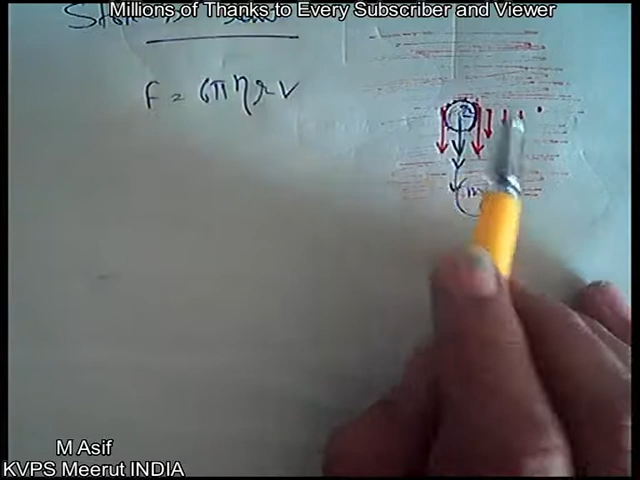 Millions of Thanks to Every Subscriber and Viewer
F = 6πηrv
r
M Asif
KVPS Meerut INDIA